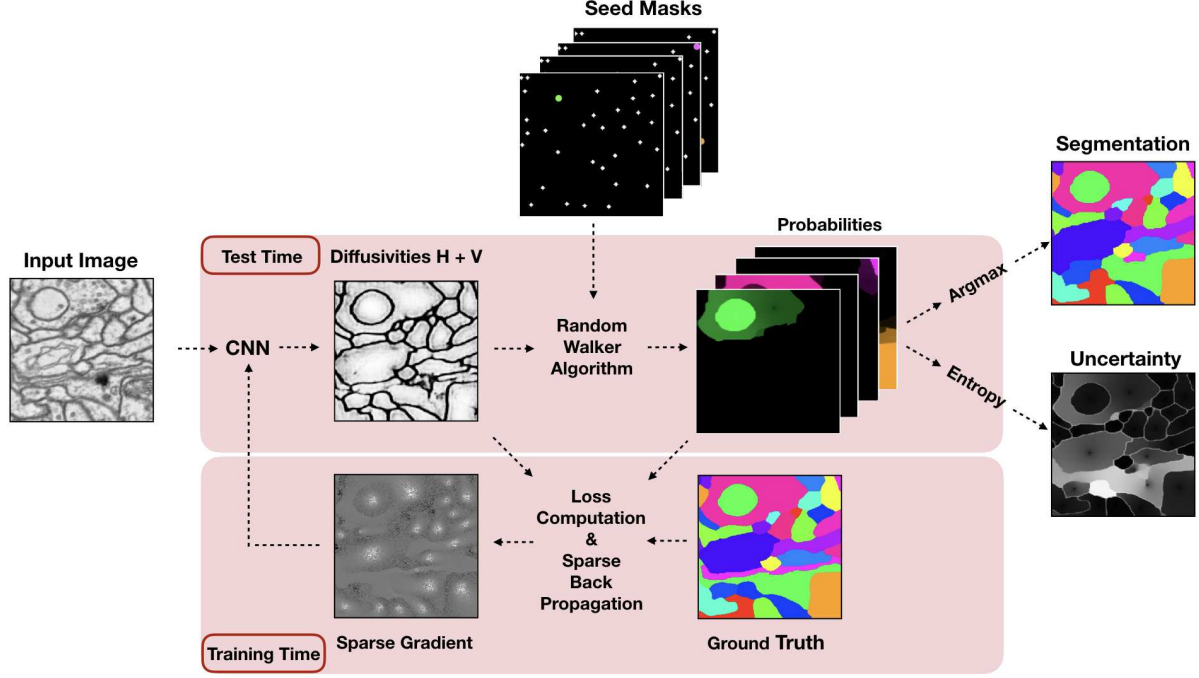 Seed Masks
Segmentation
Probabilities
Test Time
Diffusivities H + V
Input Image
Argmax
Random
Walker
Algorithm
CNN
Uncertainty
Entropy
Loss
Computation
&
Sparse
Back
Propagation
Sparse Gradient
Ground Truth
Training Time